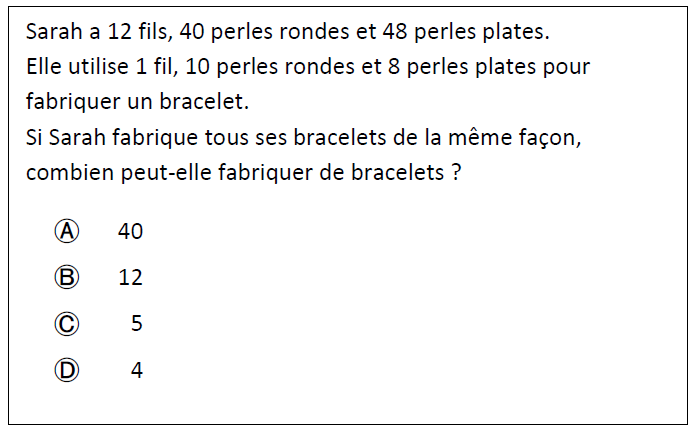 Sarah a 12 fils, 40 perles rondes et 48 perles plates.
Elle utilise 1 fil, 10 perles rondes et 8 perles plates pour
fabriquer un bracelet.
Si Sarah fabrique tous ses bracelets de la même façon,
combien peut-elle fabriquer de bracelets ?
Ⓐ 40
Ⓑ 12
Ⓒ 5
Ⓓ 4